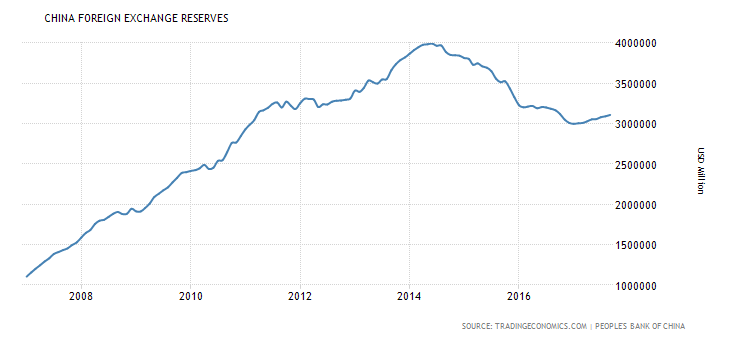 CHINA FOREIGN EXCHANGE RESERVES
4000000
3500000
3000000
2500000
2000000
1500000
1000000
USD Million
2008 2010 2012 2014 2016
SOURCE: TRADINGECONOMICS.COM | PEOPLE'S BANK OF CHINA